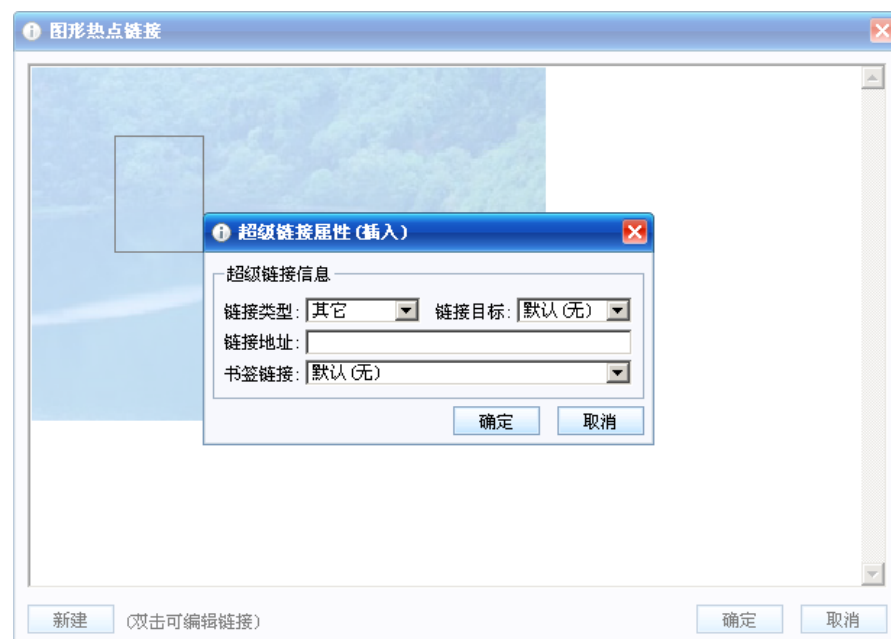 图形热点链接
超级链接属性(插入)
超级链接信息
链接类型: 其它 链接目标: 默认(无)
链接地址:
书签链接: 默认(无)
确定 取消
新建 (双击可编辑链接) 确定 取消